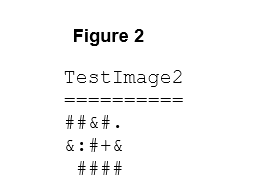 Figure 2
TestImage2
==========
##&#.
&:#+&
 ####